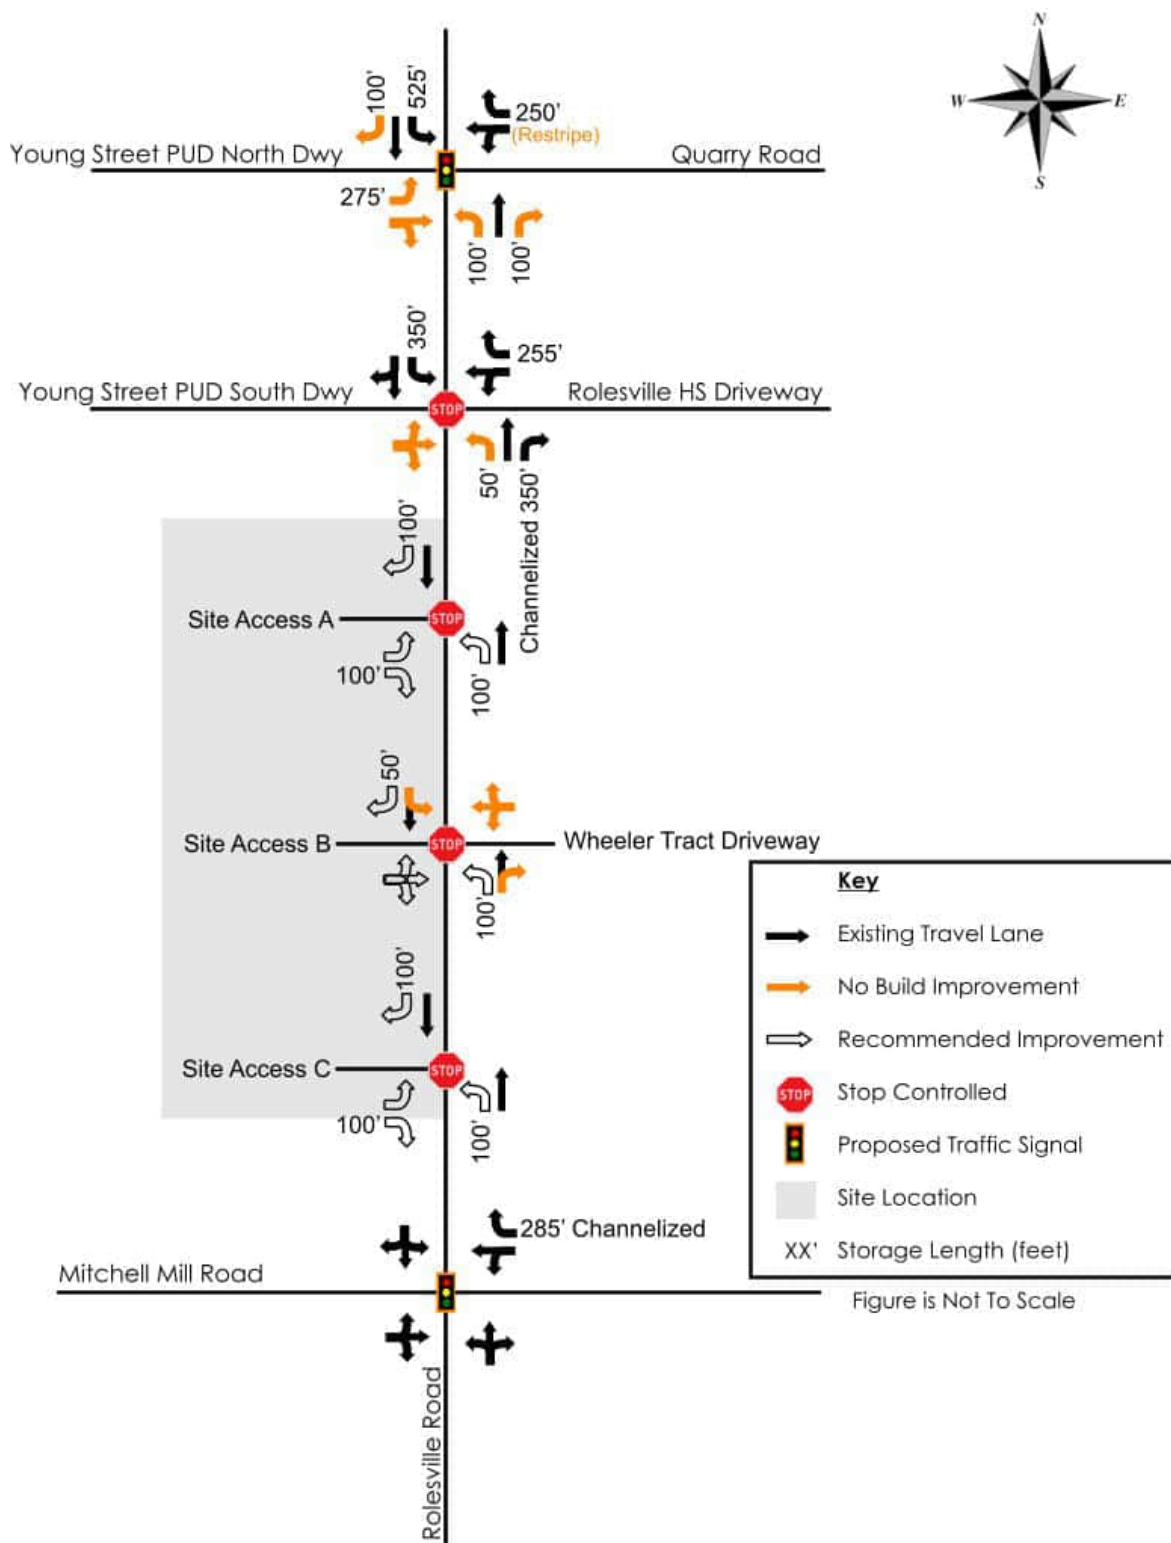 N
W
E
S
100'
525'
250'
(Restripe)
Young Street PUD North Dwy
Quarry Road
275'
100'
100'
350'
255'
Young Street PUD South Dwy
Rolesville HS Driveway
STOP
50'
Channelized 350'
100'
Site Access A
STOP
100'
100'
50'
Site Access B
STOP
Wheeler Tract Driveway
100'
100'
Site Access C
STOP
100'
100'
285' Channelized
Mitchell Mill Road
Rolesville Road
Key
Existing Travel Lane
No Build Improvement
Recommended Improvement
STOP
Stop Controlled
Proposed Traffic Signal
Site Location
XX' Storage Length (feet)
Figure is Not To Scale